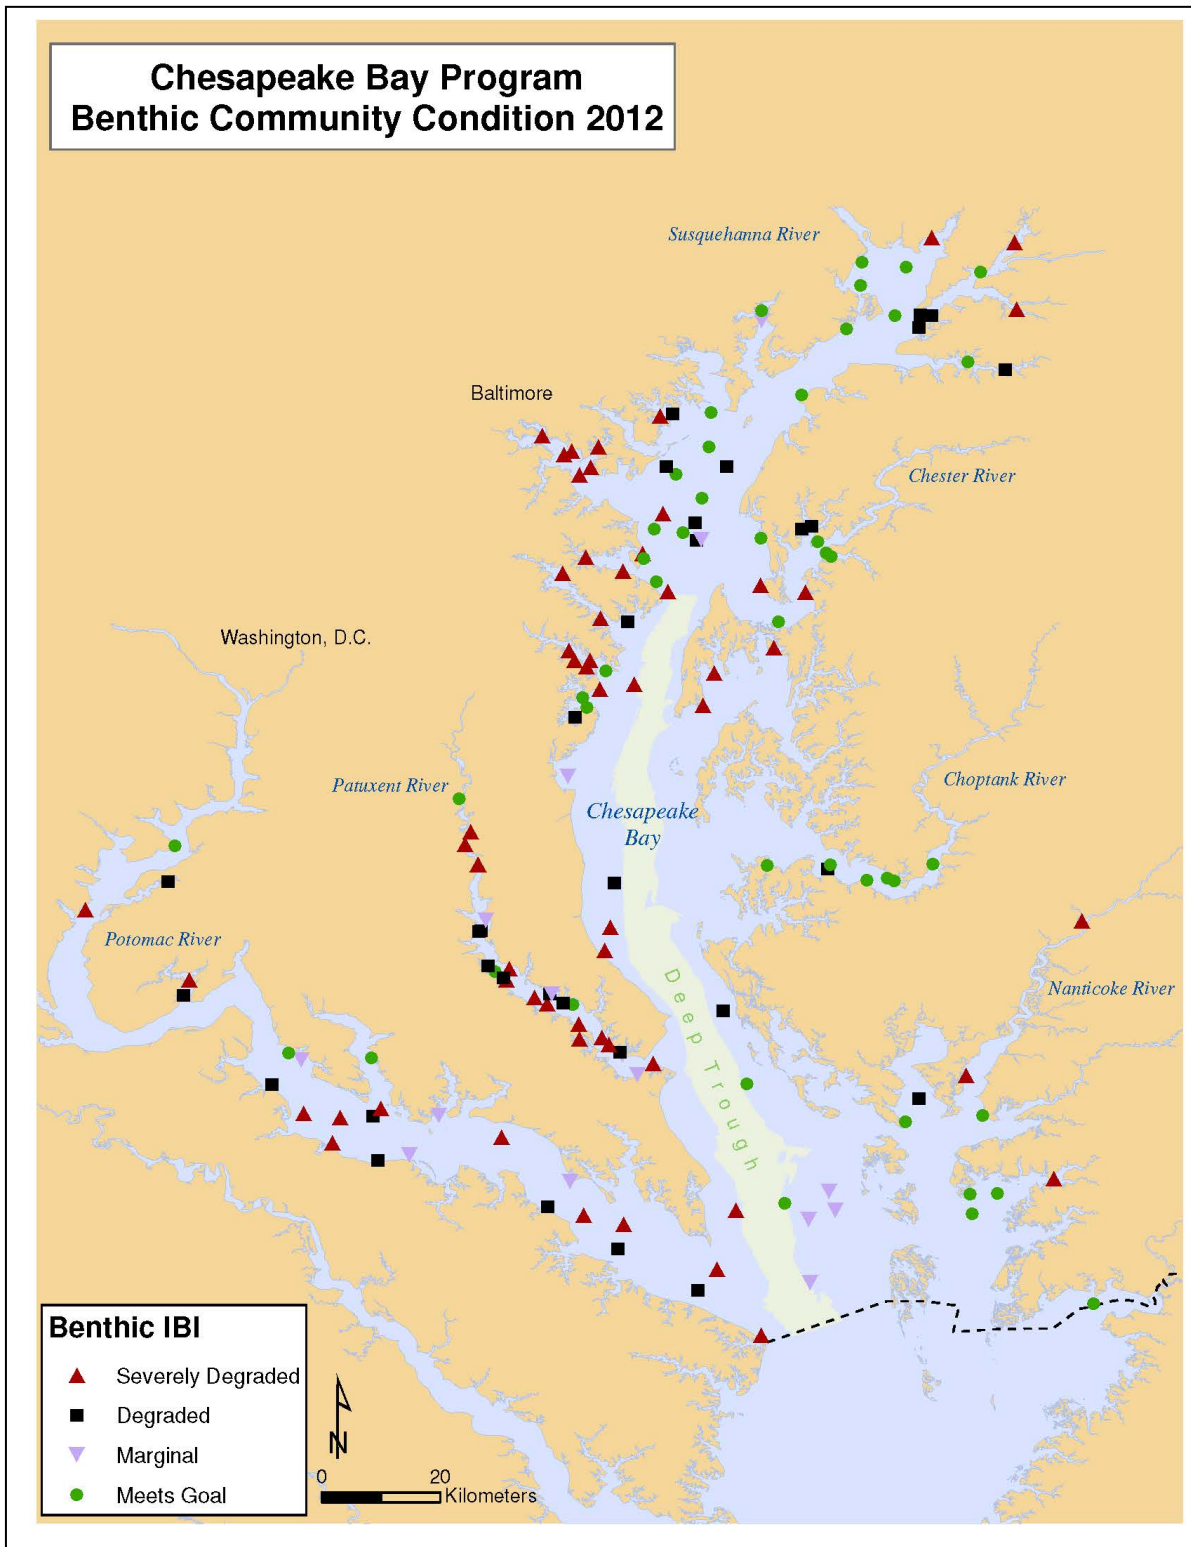 Chesapeake Bay Program
Benthic Community Condition 2012
Susquehanna River
Baltimore
Chester River
Washington, D.C.
Patuxent River
Choptank River
Chesapeake
Bay
Potomac River
Deep Trough
Nanticoke River
Benthic IBI
Severely Degraded
Degraded
Marginal
Meets Goal
N
0 20
Kilometers